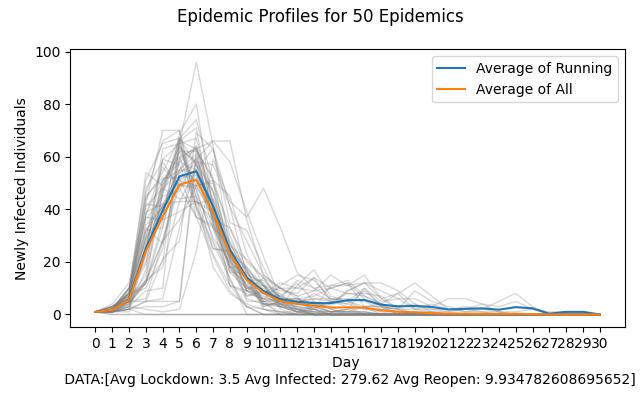 Epidemic Profiles for 50 Epidemics
100
80
60
40
20
0
Newly Infected Individuals
Average of Running
Average of All
0 1 2 3 4 5 6 7 8 9 10 11 12 13 14 15 16 17 18 19 20 21 22 23 24 25 26 27 28 29 30
Day
DATA:[Avg Lockdown: 3.5 Avg Infected: 279.62 Avg Reopen: 9.934782608695652]